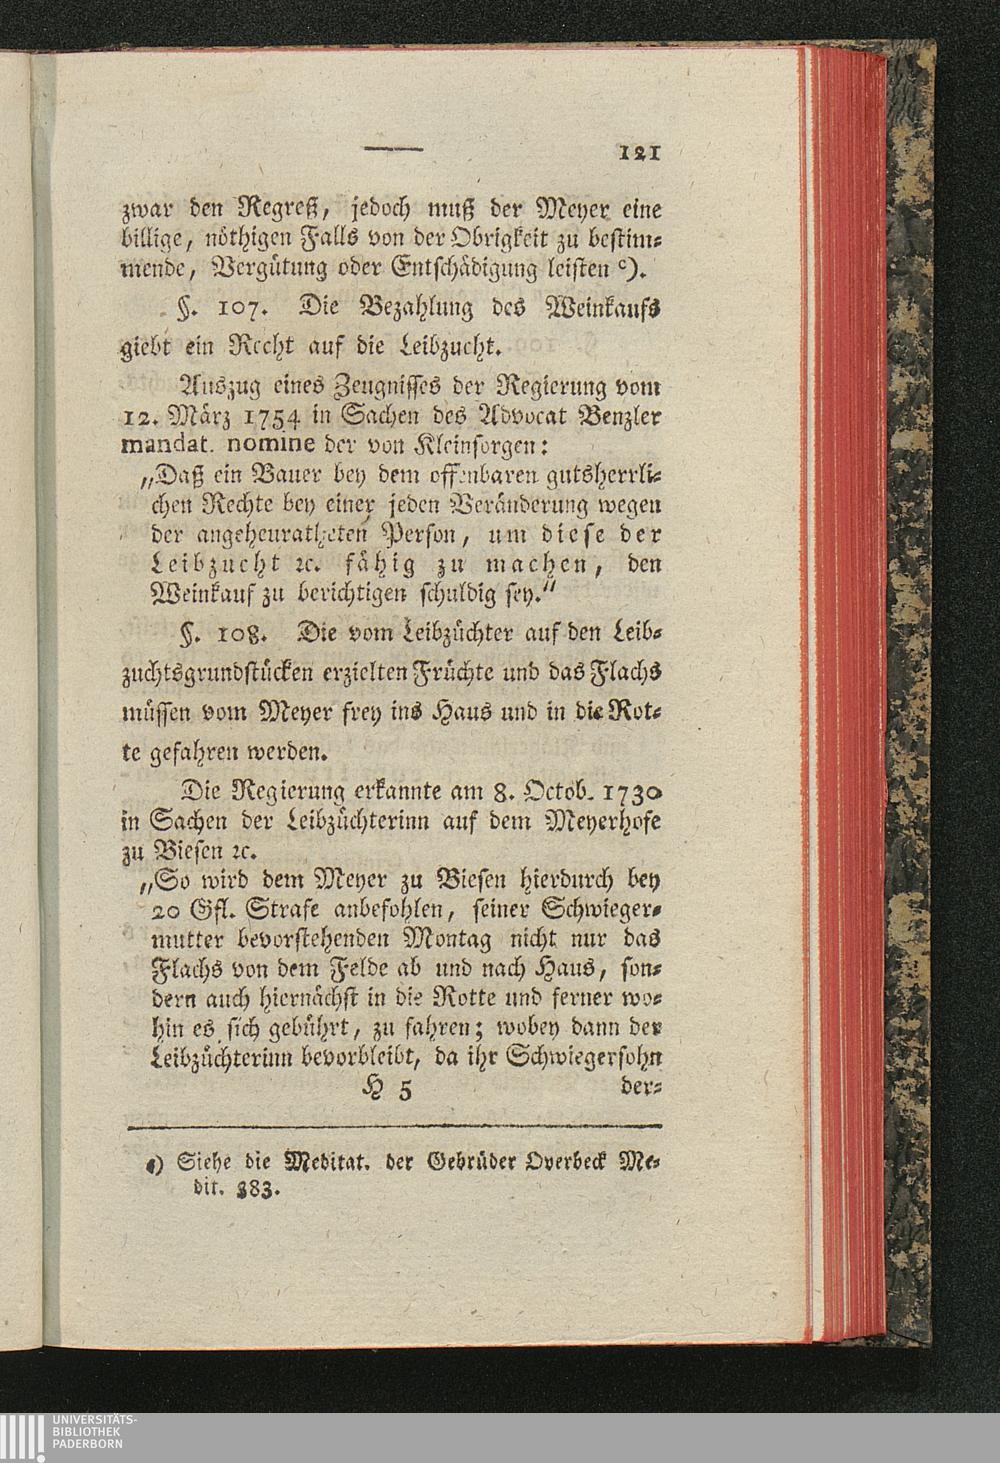 121
zwar den Regreß, jedoch muß der Meyer eine
billige, nöthigen Falls von der Obrigkeit zu bestim=
mende, Vergütung oder Entschädigung leisten c).
§. 107. Die Bezahlung des Weinkaufs
giebt ein Recht auf die Leibzucht.
Auszug eines Zeugnisses der Regierung vom
12. März 1754 in Sachen des Advocat Benzler
mandat. nomine der von Kleinsorgen:
„Daß ein Bauer bey dem offenbaren gutsherrli=
chen Rechte bey einer jeden Veränderung wegen
der angeheuratheten Person, um diese der
Leibzucht ꝛc. fähig zu machen, den
Weinkauf zu berichtigen schuldig sey.“
§. 108. Die vom Leibzüchter auf den Leib=
zuchtsgrundstücken erzielten Früchte und das Flachs
müssen vom Meyer frey ins Haus und in die Rot=
te gefahren werden.
Die Regierung erkannte am 8. Octob. 1730
in Sachen der Leibzüchterinn auf dem Meyerhofe
zu Biesen ꝛc.
„So wird dem Meyer zu Biesen hierdurch bey
20 Gfl. Strafe anbefohlen, seiner Schwieger=
mutter bevorstehenden Montag nicht nur das
Flachs von dem Felde ab und nach Haus, son=
dern auch hiernächst in die Rotte und ferner wo=
hin es sich gebührt, zu fahren; wobey dann der
Leibzüchterinn bevorbleibt, da ihr Schwiegersohn
H 5 der=
c) Siehe die Meditat. der Gebrüder Overbeck Me=
dit. 383.
UNIVERSITÄTS-
BIBLIOTHEK
PADERBORN